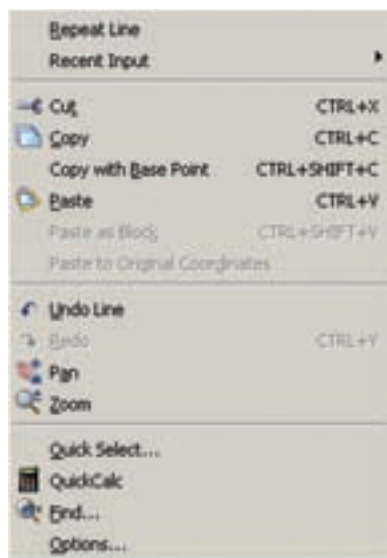 Repeat Line
Recent Input
Cut CTRL+X
Copy CTRL+C
Copy with Base Point CTRL+SHIFT+C
Paste CTRL+V
Paste as Block CTRL+SHIFT+V
Paste to Original Coordinates
Undo Line
Redo CTRL+Y
Pan
Zoom
Quick Select...
QuickCalc
Find...
Options...